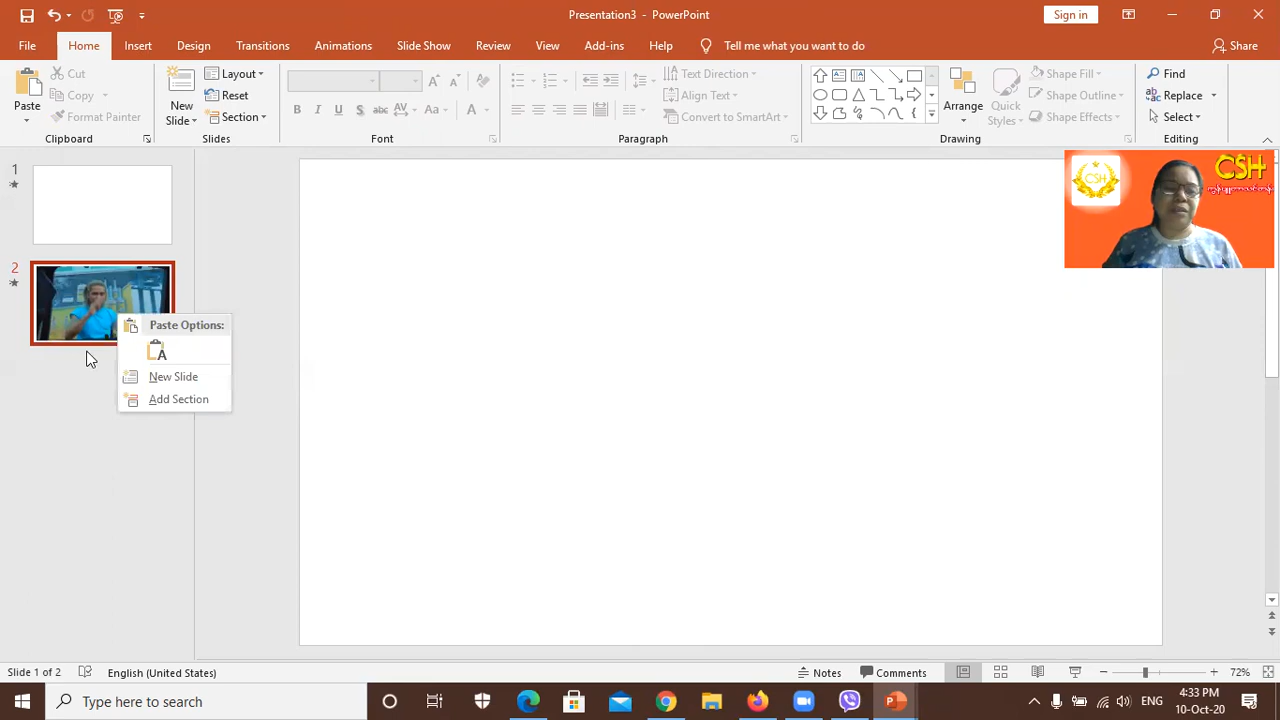 Presentation3 - PowerPoint
Sign in
File
Home
Insert
Design
Transitions
Animations
Slide Show
Review
View
Add-ins
Help
Tell me what you want to do
Share
Paste
Cut
Copy
Format Painter
Clipboard
New
Slide
Layout
Reset
Section
Slides
Font
Text Direction
Align Text
Convert to SmartArt
Paragraph
Arrange
Quick
Styles
Shape Fill
Shape Outline
Shape Effects
Drawing
Find
Replace
Select
Editing
1
2
Paste Options:
New Slide
Add Section
CSH
CSH
Slide 1 of 2
English (United States)
Notes
Comments
72%
Type here to search
ENG
4:33 PM
10-Oct-20